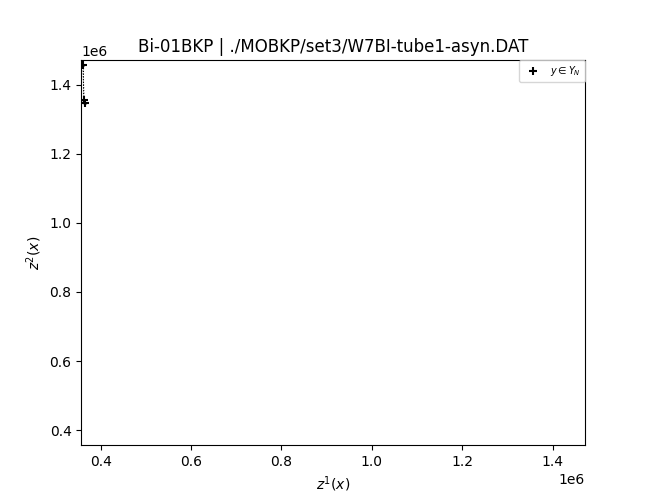 Bi-01BKP | ./MOBKP/set3/W7BI-tube1-asyn.DAT
1e6
y ∈ Y_N
1.4
1.2
1.0
0.8
0.6
0.4
z²(x)
0.4 0.6 0.8 1.0 1.2 1.4
1e6
z¹(x)